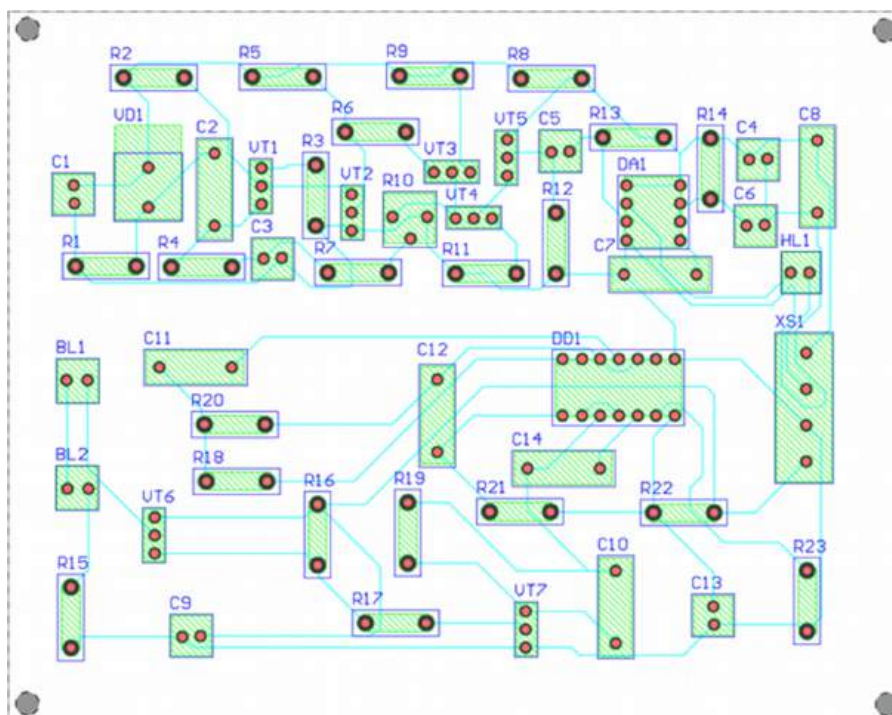 R2
R5
R9
R8
VD1
C2
VT1
R3
R6
VT3
VT5
C5
R13
R14
C4
C8
C1
VT2
R10
VT4
R12
DA1
C6
R1
R4
C3
R7
R11
C7
HL1
BL1
C11
C12
DD1
XS1
R20
BL2
R18
C14
VT6
R16
R19
R21
R22
R15
C9
R17
VT7
C10
C13
R23